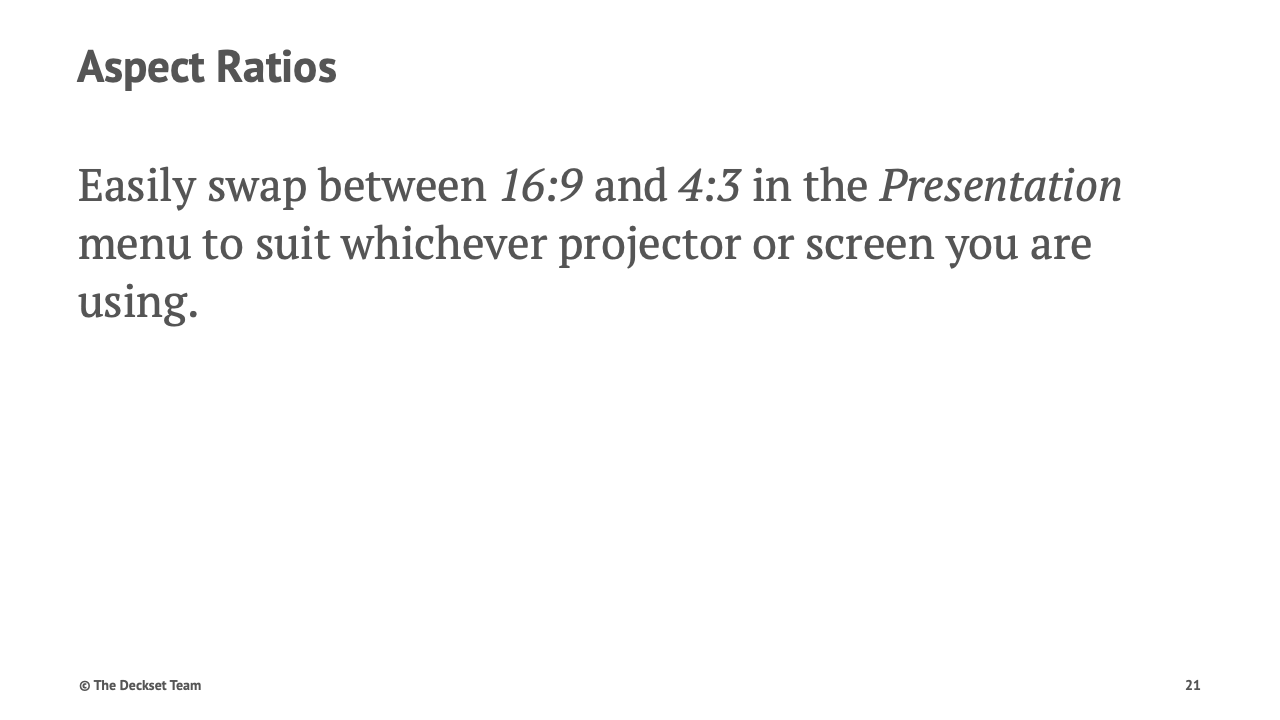 Aspect Ratios
Easily swap between 16:9 and 4:3 in the Presentation
menu to suit whichever projector or screen you are
using.
© The Deckset Team
21